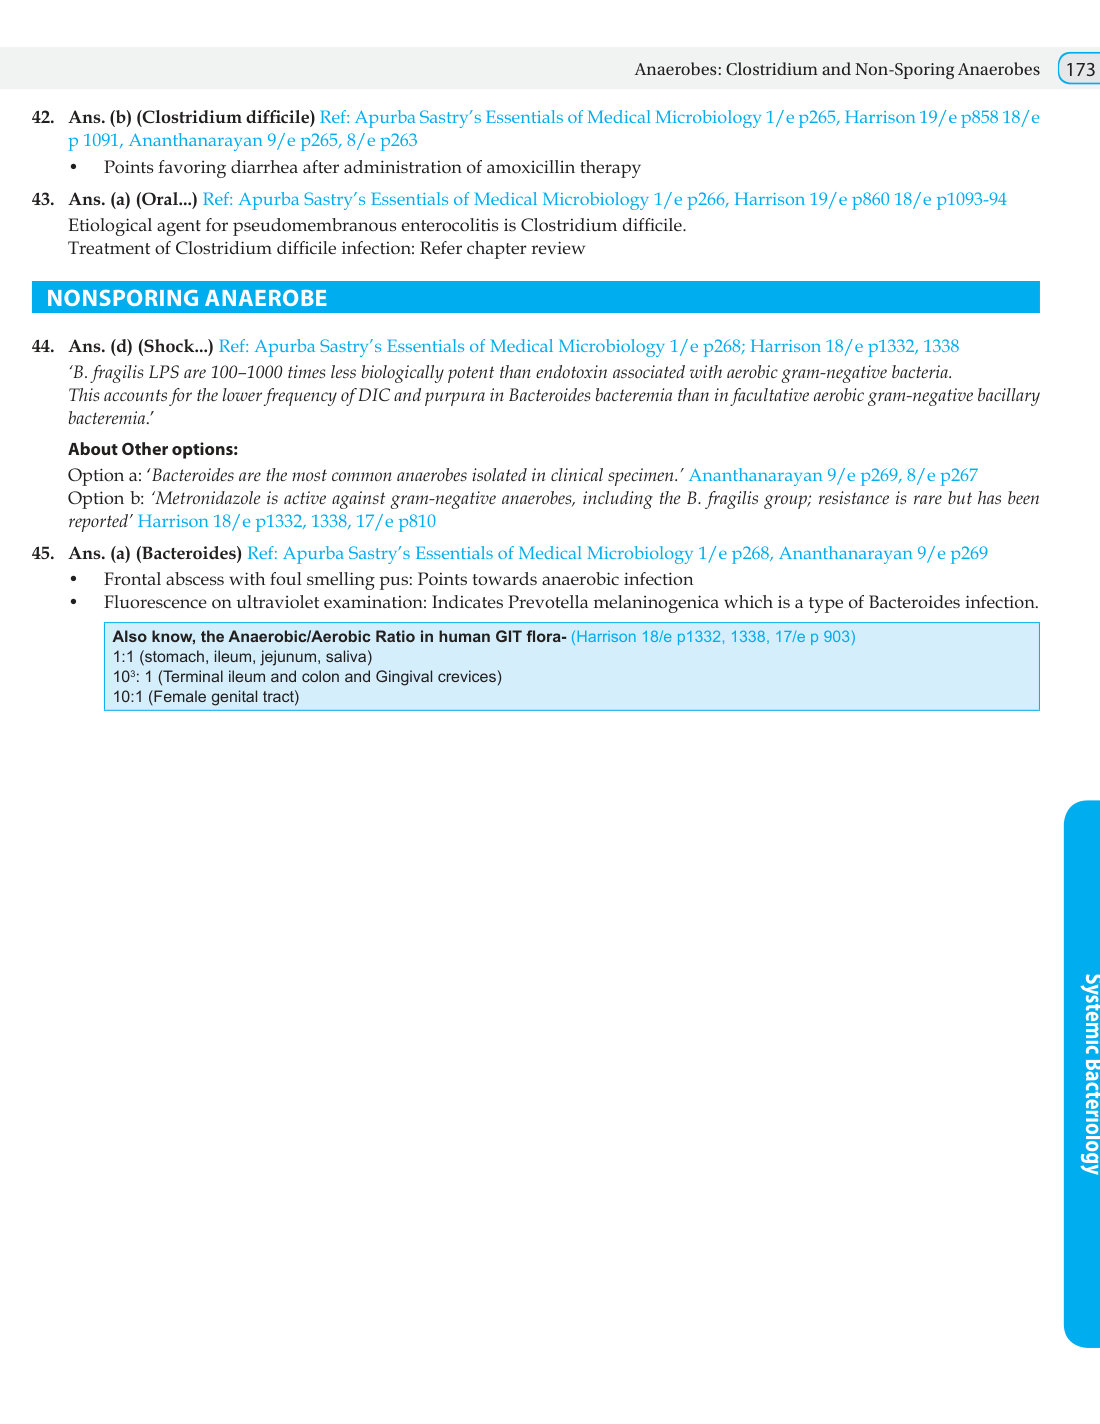 Anaerobes: Clostridium and Non-Sporing Anaerobes 173
42. Ans. (b) (Clostridium difficile) Ref: Apurba Sastry’s Essentials of Medical Microbiology 1/e p265, Harrison 19/e p858 18/e
p 1091, Ananthanarayan 9/e p265, 8/e p263
• Points favoring diarrhea after administration of amoxicillin therapy
43. Ans. (a) (Oral...) Ref: Apurba Sastry’s Essentials of Medical Microbiology 1/e p266, Harrison 19/e p860 18/e p1093-94
Etiological agent for pseudomembranous enterocolitis is Clostridium difficile.
Treatment of Clostridium difficile infection: Refer chapter review
NONSPORING ANAEROBE
44. Ans. (d) (Shock...) Ref: Apurba Sastry’s Essentials of Medical Microbiology 1/e p268; Harrison 18/e p1332, 1338
‘B. fragilis LPS are 100–1000 times less biologically potent than endotoxin associated with aerobic gram-negative bacteria.
This accounts for the lower frequency of DIC and purpura in Bacteroides bacteremia than in facultative aerobic gram-negative bacillary
bacteremia.’
About Other options:
Option a: ‘Bacteroides are the most common anaerobes isolated in clinical specimen.’ Ananthanarayan 9/e p269, 8/e p267
Option b: ‘Metronidazole is active against gram-negative anaerobes, including the B. fragilis group; resistance is rare but has been
reported’ Harrison 18/e p1332, 1338, 17/e p810
45. Ans. (a) (Bacteroides) Ref: Apurba Sastry’s Essentials of Medical Microbiology 1/e p268, Ananthanarayan 9/e p269
• Frontal abscess with foul smelling pus: Points towards anaerobic infection
• Fluorescence on ultraviolet examination: Indicates Prevotella melaninogenica which is a type of Bacteroides infection.
Also know, the Anaerobic/Aerobic Ratio in human GIT flora- (Harrison 18/e p1332, 1338, 17/e p 903)
1:1 (stomach, ileum, jejunum, saliva)
10³: 1 (Terminal ileum and colon and Gingival crevices)
10:1 (Female genital tract)
Systemic Bacteriology